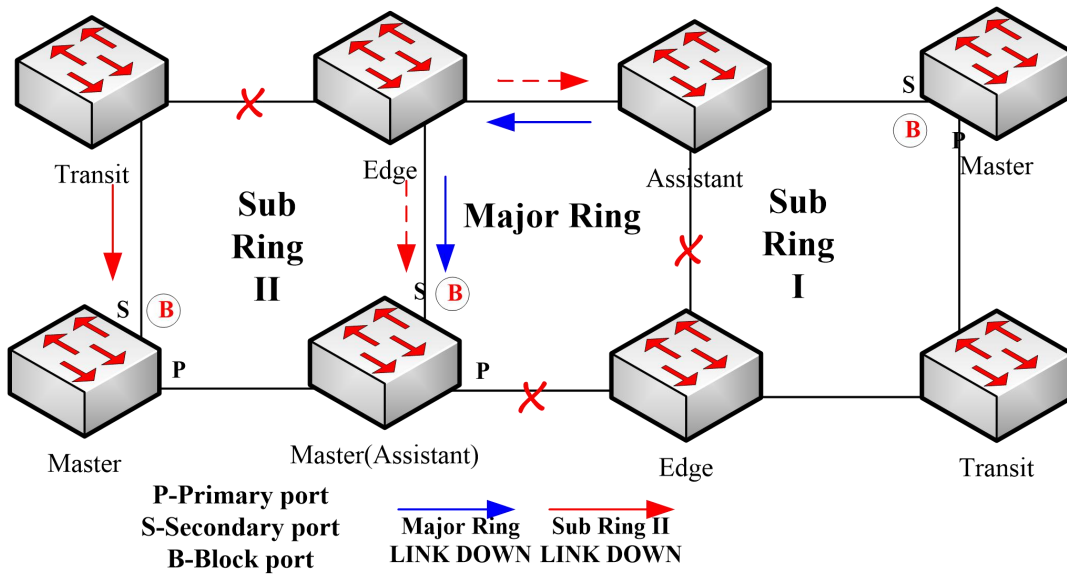 S
B
P
Transit
Edge
Assistant
Master
Sub
Ring
II
Major Ring
Sub
Ring
I
S
B
S
B
P
P
Master
Master(Assistant)
Edge
Transit
P-Primary port
S-Secondary port
B-Block port
Major Ring
LINK DOWN
Sub Ring II
LINK DOWN